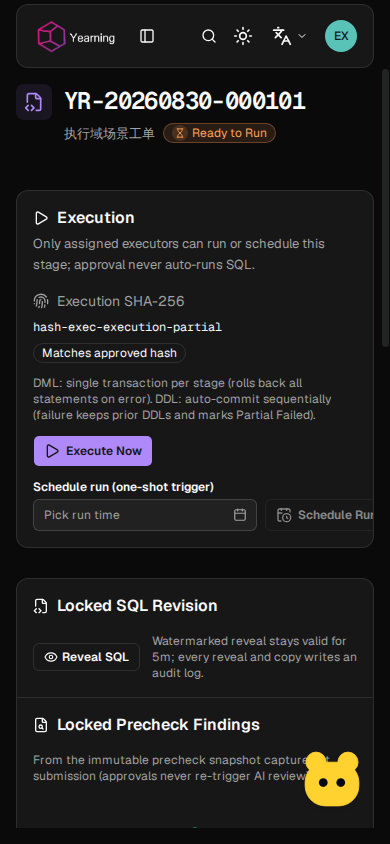 Yearning
EX
YR-20260830-000101
执行域场景工单 Ready to Run
Execution
Only assigned executors can run or schedule this
stage; approval never auto-runs SQL.
Execution SHA-256
hash-exec-execution-partial
Matches approved hash
DML: single transaction per stage (rolls back all
statements on error). DDL: auto-commit sequentially
(failure keeps prior DDLs and marks Partial Failed).
Execute Now
Schedule run (one-shot trigger)
Pick run time
Schedule Run
Locked SQL Revision
Reveal SQL
Watermarked reveal stays valid for
5m; every reveal and copy writes an
audit log.
Locked Precheck Findings
From the immutable precheck snapshot capture
submission (approvals never re-trigger AI review